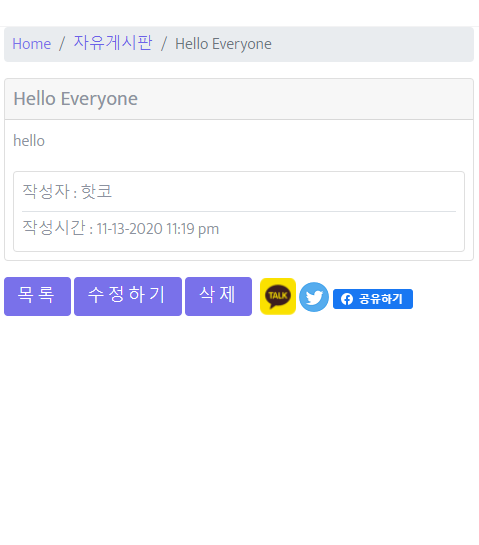 Home / 자유게시판 / Hello Everyone
Hello Everyone
hello
작성자 : 핫코
작성시간 : 11-13-2020 11:19 pm
목록 수정하기 삭제 TALK 공유하기